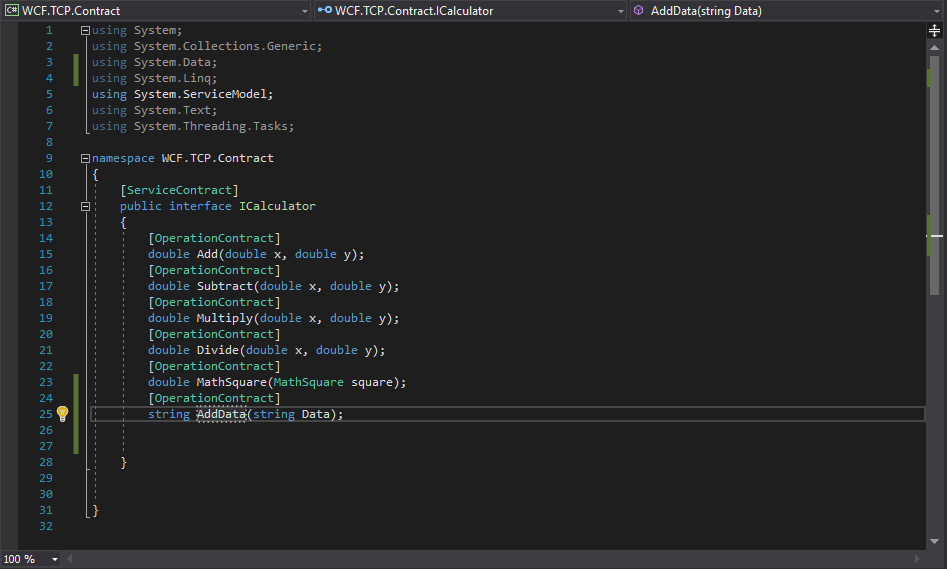 C# WCF.TCP.Contract WCF.TCP.Contract.ICalculator AddData(string Data)
1 using System;
2 using System.Collections.Generic;
3 using System.Data;
4 using System.Linq;
5 using System.ServiceModel;
6 using System.Text;
7 using System.Threading.Tasks;
8
9 namespace WCF.TCP.Contract
10 {
11 [ServiceContract]
12 public interface ICalculator
13 {
14 [OperationContract]
15 double Add(double x, double y);
16 [OperationContract]
17 double Subtract(double x, double y);
18 [OperationContract]
19 double Multiply(double x, double y);
20 [OperationContract]
21 double Divide(double x, double y);
22 [OperationContract]
23 double MathSquare(MathSquare square);
24 [OperationContract]
25 string AddData(string Data);
26
27
28 }
29
30
31 }
32
100 %